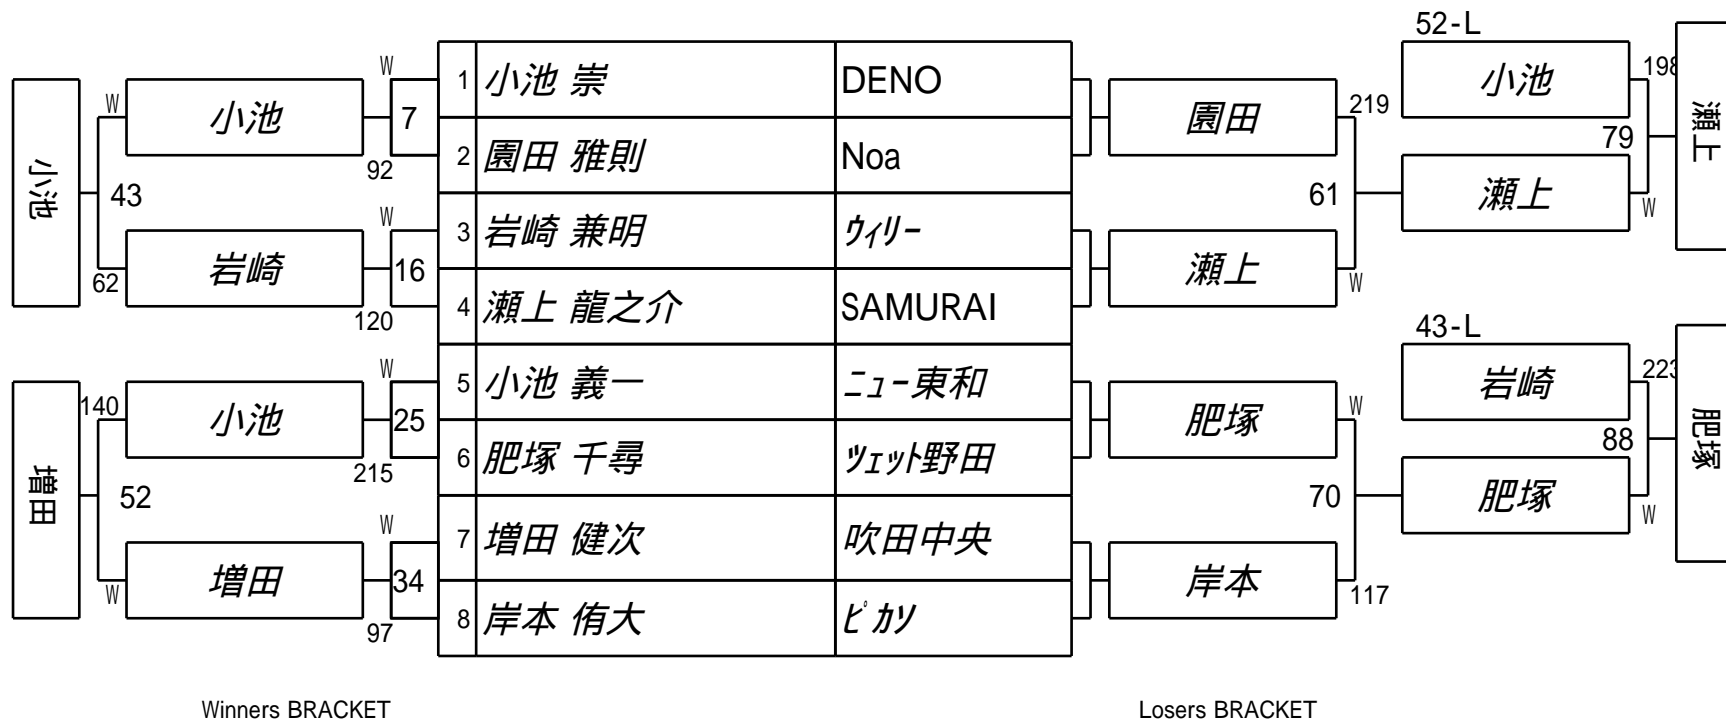 52-L
W
1 小池 崇 DENO
198
小池
W
小池
7
園田
219
瀬上
92
2 園田 雅則 Noa
79
小池
43
W
3 岩崎 兼明 ウィリー
61
瀬上
W
62
岩崎
16
瀬上
W
120
4 瀬上 龍之介 SAMURAI
43-L
W
5 小池 義一 ニュー東和
223
岩崎
140
小池
25
肥塚
W
肥塚
215
6 肥塚 千尋 ツェット野田
88
増田
52
W
7 増田 健次 吹田中央
70
肥塚
W
W
増田
34
岸本
117
97
8 岸本 侑大 ピカソ
Winners BRACKET
Losers BRACKET